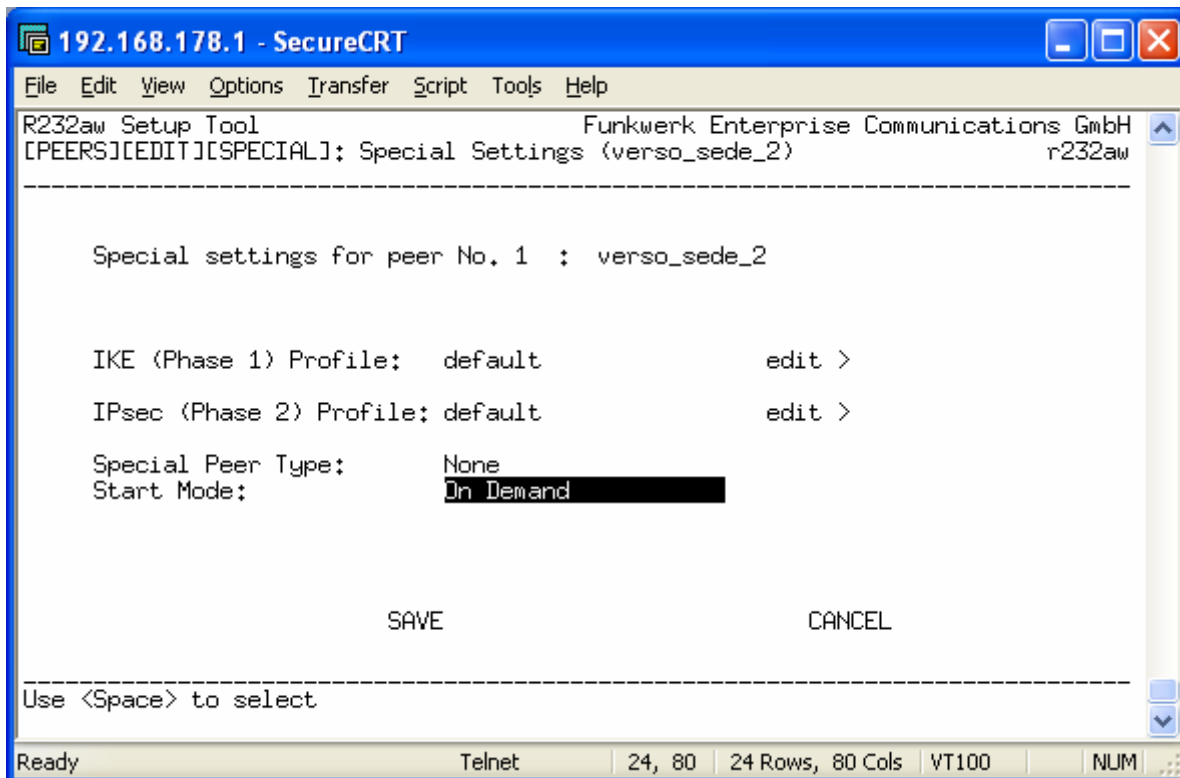 192.168.178.1 - SecureCRT
File Edit View Options Transfer Script Tools Help
R232aw Setup Tool Funkwerk Enterprise Communications GmbH
[PEERS][EDIT][SPECIAL]: Special Settings (verso_sede_2) r232aw
Special settings for peer No. 1 : verso_sede_2
IKE (Phase 1) Profile: default edit >
IPsec (Phase 2) Profile: default edit >
Special Peer Type: None
Start Mode: On Demand
SAVE CANCEL
Use <Space> to select
Ready Telnet 24, 80 24 Rows, 80 Cols VT100 NUM